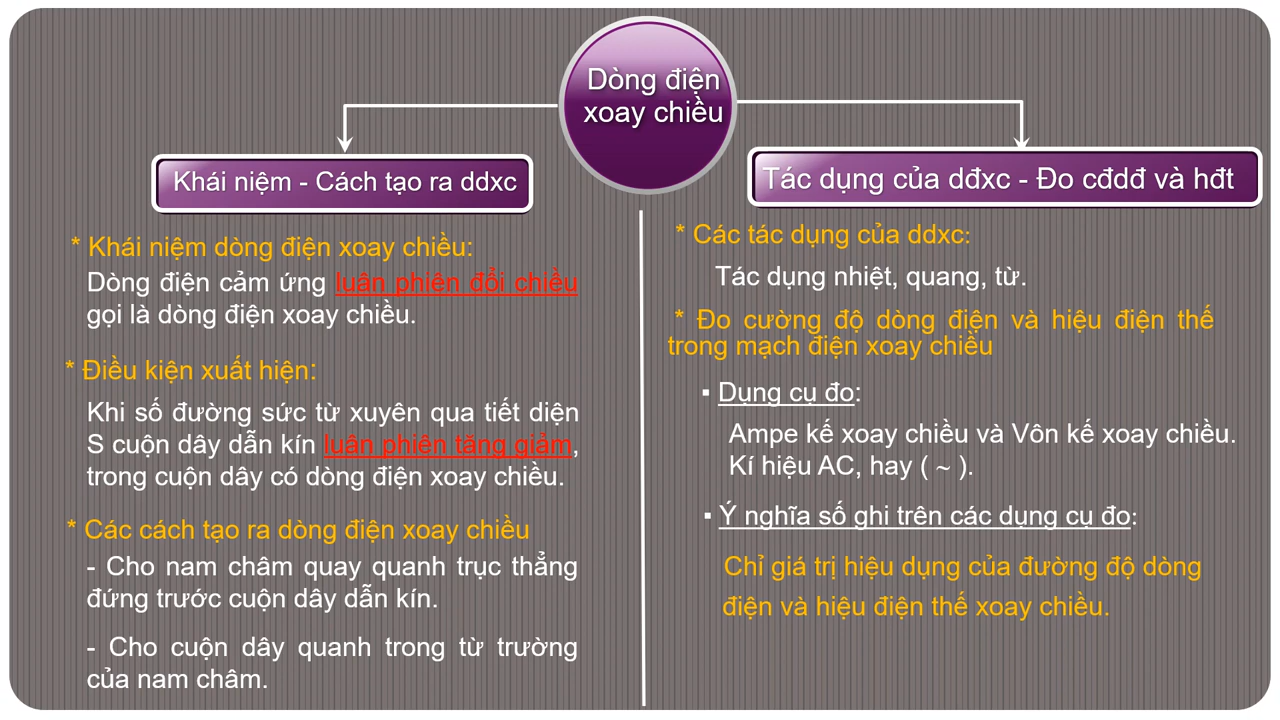 Dòng điện
xoay chiều
Khái niệm - Cách tạo ra ddxc
* Khái niệm dòng điện xoay chiều:
Dòng điện cảm ứng luân phiên đổi chiều
gọi là dòng điện xoay chiều.
* Điều kiện xuất hiện:
Khi số đường sức từ xuyên qua tiết diện
S cuộn dây dẫn kín luân phiên tăng giảm,
trong cuộn dây có dòng điện xoay chiều.
* Các cách tạo ra dòng điện xoay chiều
- Cho nam châm quay quanh trục thẳng
đứng trước cuộn dây dẫn kín.
- Cho cuộn dây quanh trong từ trường
của nam châm.
Tác dụng của dđxc - Đo cđdđ và hđt
* Các tác dụng của ddxc:
Tác dụng nhiệt, quang, từ.
* Đo cường độ dòng điện và hiệu điện thế
trong mạch điện xoay chiều
▪ Dụng cụ đo:
Ampe kế xoay chiều và Vôn kế xoay chiều.
Kí hiệu AC, hay ( ~ ).
▪ Ý nghĩa số ghi trên các dụng cụ đo:
Chỉ giá trị hiệu dụng của đường độ dòng
điện và hiệu điện thế xoay chiều.